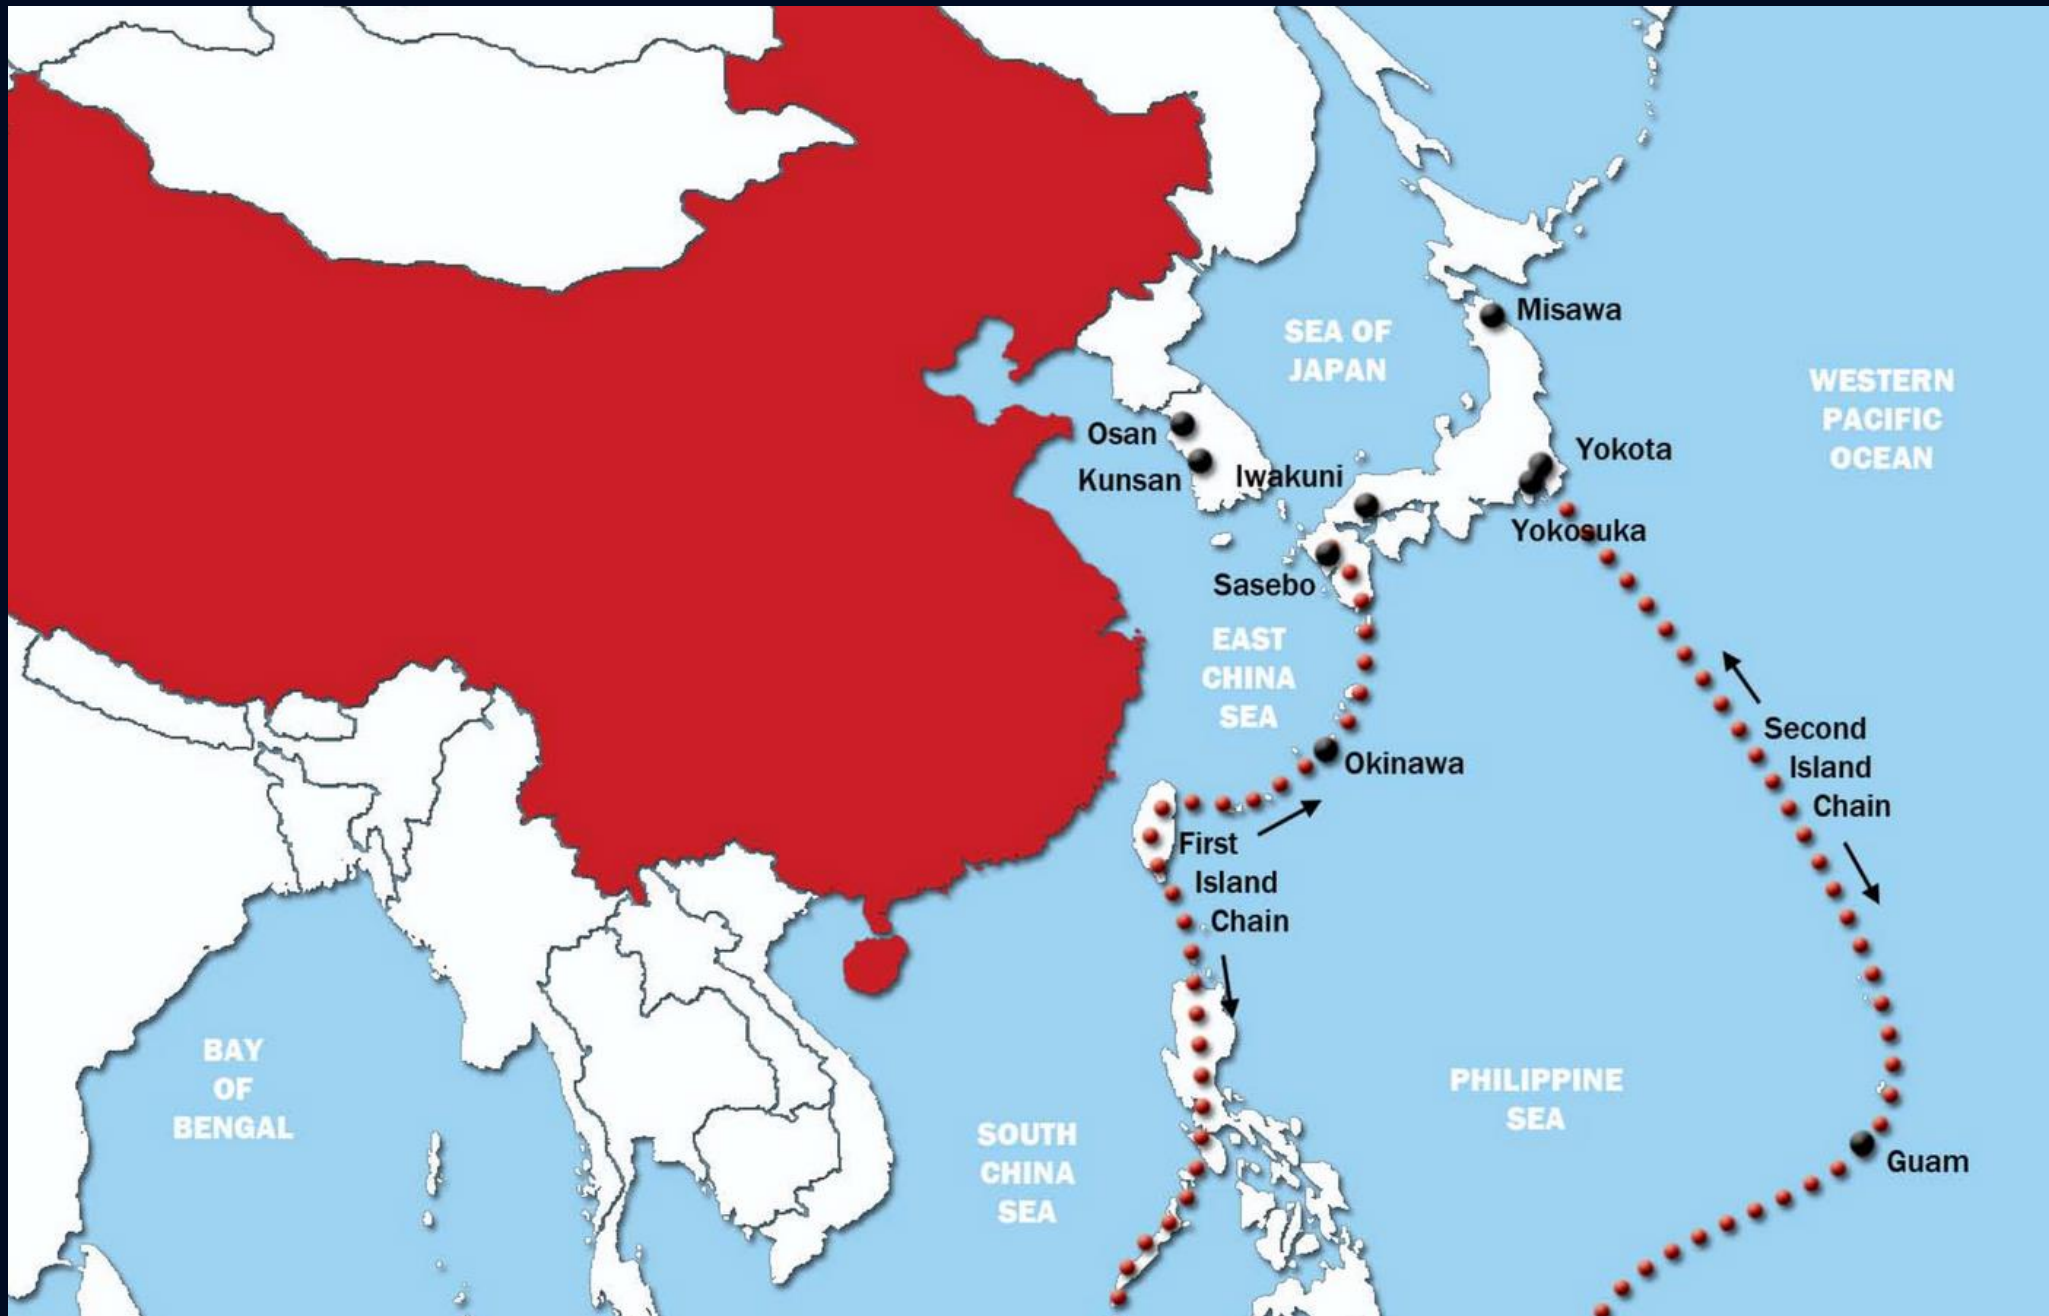 Misawa
SEA OF
JAPAN
WESTERN
PACIFIC
OCEAN
Osan
Kunsan
Iwakuni
Yokota
Yokosuka
Sasebo
EAST
CHINA
SEA
Okinawa
Second
Island
Chain
First
Island
Chain
BAY
OF
BENGAL
SOUTH
CHINA
SEA
PHILIPPINE
SEA
Guam